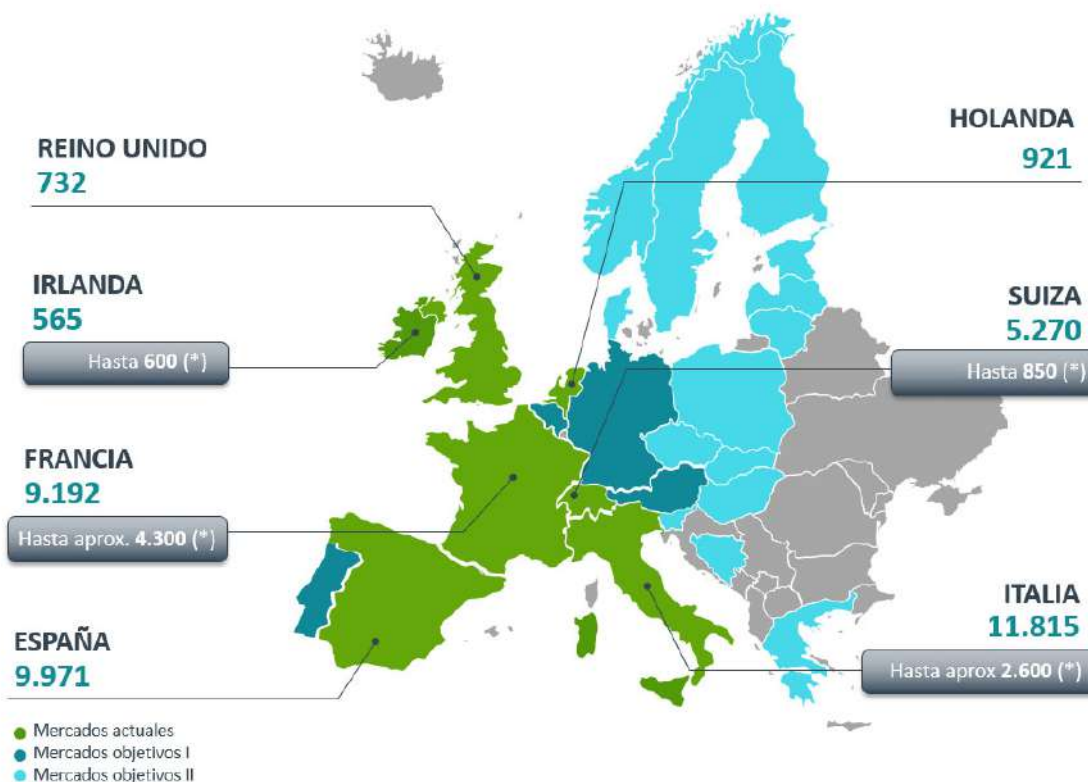 REINO UNIDO
732
HOLANDA
921
IRLANDA
565
Hasta 600 (*)
SUIZA
5.270
Hasta 850 (*)
FRANCIA
9.192
Hasta aprox. 4.300 (*)
ITALIA
11.815
Hasta aprox 2.600 (*)
ESPAÑA
9.971
Mercados actuales
Mercados objetivos I
Mercados objetivos II